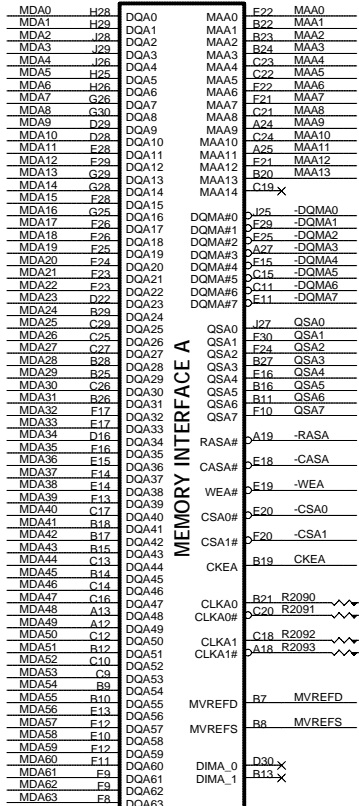 MDA0 H28 DQA0
MDA1 H29 DQA1
MDA2 J28 DQA2
MDA3 J29 DQA3
MDA4 J26 DQA4
MDA5 H25 DQA5
MDA6 H26 DQA6
MDA7 G26 DQA7
MDA8 G30 DQA8
MDA9 D29 DQA9
MDA10 D28 DQA10
MDA11 E28 DQA11
MDA12 E29 DQA12
MDA13 G29 DQA13
MDA14 G28 DQA14
MDA15 F28 DQA15
MDA16 G25 DQA16
MDA17 F26 DQA17
MDA18 E26 DQA18
MDA19 F25 DQA19
MDA20 E24 DQA20
MDA21 F23 DQA21
MDA22 E23 DQA22
MDA23 D22 DQA23
MDA24 B29 DQA24
MDA25 C29 DQA25
MDA26 C25 DQA26
MDA27 C27 DQA27
MDA28 B28 DQA28
MDA29 B25 DQA29
MDA30 C26 DQA30
MDA31 B26 DQA31
MDA32 F17 DQA32
MDA33 E17 DQA33
MDA34 D16 DQA34
MDA35 F16 DQA35
MDA36 E15 DQA36
MDA37 F14 DQA37
MDA38 E14 DQA38
MDA39 F13 DQA39
MDA40 C17 DQA40
MDA41 B18 DQA41
MDA42 B17 DQA42
MDA43 B15 DQA43
MDA44 C13 DQA44
MDA45 B14 DQA45
MDA46 C14 DQA46
MDA47 C16 DQA47
MDA48 A13 DQA48
MDA49 A12 DQA49
MDA50 C12 DQA50
MDA51 B12 DQA51
MDA52 C10 DQA52
MDA53 C9 DQA53
MDA54 B9 DQA54
MDA55 B10 DQA55
MDA56 E13 DQA56
MDA57 E12 DQA57
MDA58 E10 DQA58
MDA59 F12 DQA59
MDA60 F11 DQA60
MDA61 E9 DQA61
MDA62 F9 DQA62
MDA63 F8 DQA63
MEMORY INTERFACE A
MAA0 E22 MAA0
MAA1 B22 MAA1
MAA2 B23 MAA2
MAA3 B24 MAA3
MAA4 C23 MAA4
MAA5 C22 MAA5
MAA6 F22 MAA6
MAA7 F21 MAA7
MAA8 C21 MAA8
MAA9 A24 MAA9
MAA10 C24 MAA10
MAA11 A25 MAA11
MAA12 E21 MAA12
MAA13 B20 MAA13
MAA14 C19
DQMA#0 J25 -DQMA0
DQMA#1 F29 -DQMA1
DQMA#2 E25 -DQMA2
DQMA#3 A27 -DQMA3
DQMA#4 F15 -DQMA4
DQMA#5 C15 -DQMA5
DQMA#6 C11 -DQMA6
DQMA#7 E11 -DQMA7
QSA0 J27 QSA0
QSA1 F30 QSA1
QSA2 F24 QSA2
QSA3 B27 QSA3
QSA4 E16 QSA4
QSA5 B16 QSA5
QSA6 B11 QSA6
QSA7 F10 QSA7
RASA# A19 -RASA
CASA# E18 -CASA
WEA# E19 -WEA
CSA0# E20 -CSA0
CSA1# F20 -CSA1
CKEA B19 CKEA
CLKA0 B21 R2090
CLKA0# C20 R2091
CLKA1 C18 R2092
CLKA1# A18 R2093
MVREFD B7 MVREFD
MVREFS B8 MVREFS
DIMA_0 D30
DIMA_1 B13